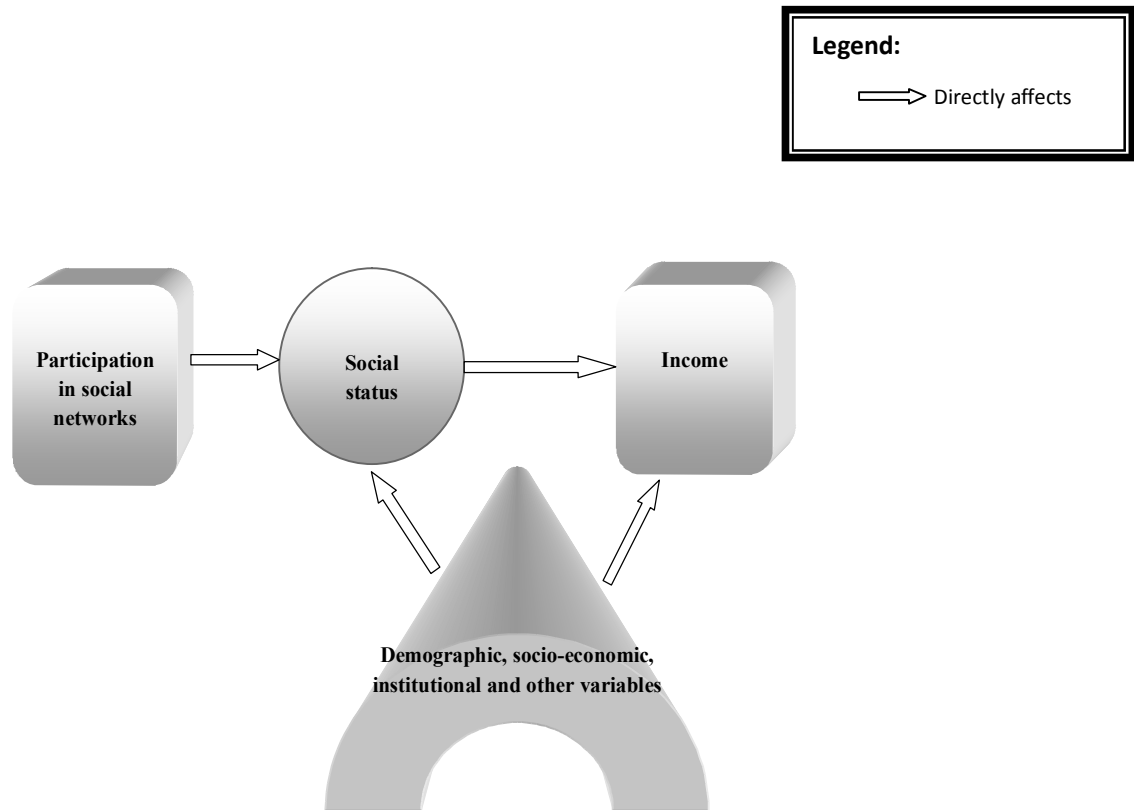 Legend:
Directly affects
Participation
in social
networks
Social
status
Income
Demographic, socio-economic,
institutional and other variables